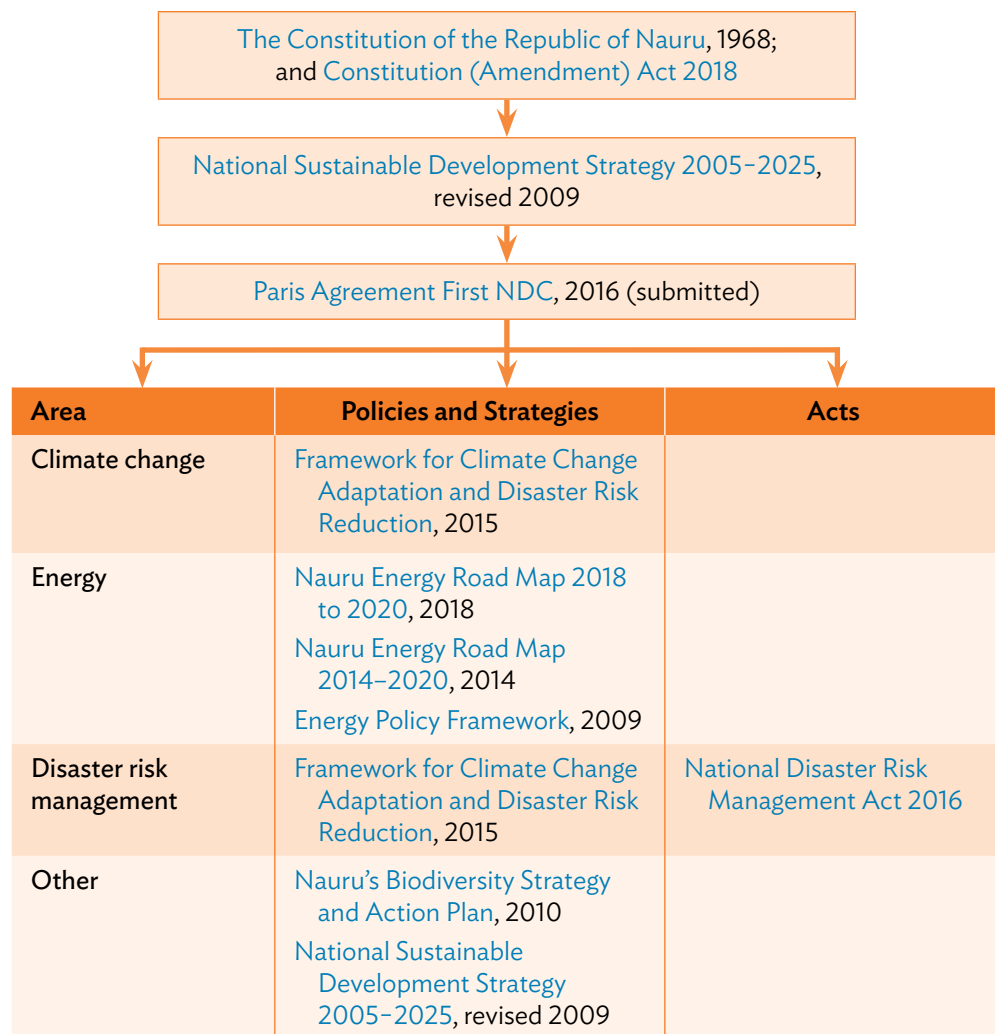 The Constitution of the Republic of Nauru, 1968;
and Constitution (Amendment) Act 2018
National Sustainable Development Strategy 2005–2025,
revised 2009
Paris Agreement First NDC, 2016 (submitted)
Area
Policies and Strategies
Acts
Climate change
Framework for Climate Change
Adaptation and Disaster Risk
Reduction, 2015
Energy
Nauru Energy Road Map 2018
to 2020, 2018
Nauru Energy Road Map
2014–2020, 2014
Energy Policy Framework, 2009
Disaster risk
management
Framework for Climate Change
Adaptation and Disaster Risk
Reduction, 2015
National Disaster Risk
Management Act 2016
Other
Nauru’s Biodiversity Strategy
and Action Plan, 2010
National Sustainable
Development Strategy
2005–2025, revised 2009